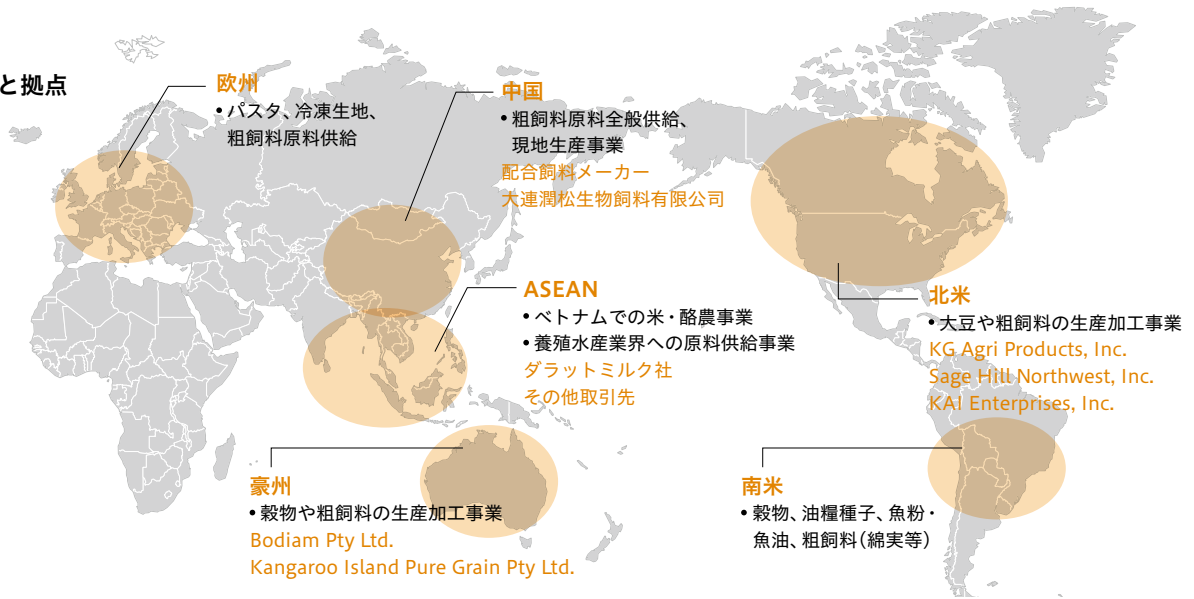 と拠点
欧州
•パスタ、冷凍生地、
粗飼料原料供給
中国
•粗飼料原料全般供給、
現地生産事業
配合飼料メーカー
大連潤松生物飼料有限公司
ASEAN
•ベトナムでの米・酪農事業
•養殖水産業界への原料供給事業
ダラットミルク社
その他取引先
北米
•大豆や粗飼料の生産加工事業
KG Agri Products, Inc.
Sage Hill Northwest, Inc.
KAI Enterprises, Inc.
豪州
•穀物や粗飼料の生産加工事業
Bodiam Pty Ltd.
Kangaroo Island Pure Grain Pty Ltd.
南米
•穀物、油糧種子、魚粉・
魚油、粗飼料（綿実等）